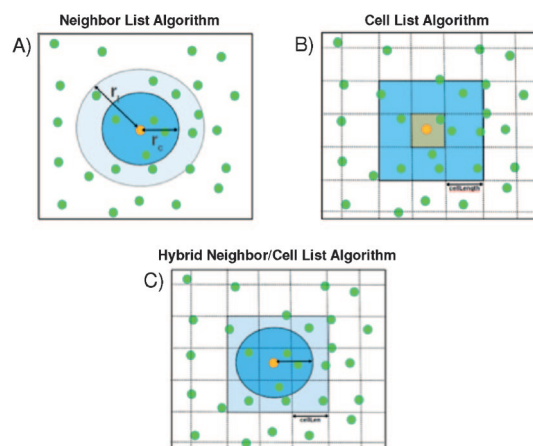 Neighbor List Algorithm
Cell List Algorithm
A)
B)
r
r c
cellLength
Hybrid Neighbor/Cell List Algorithm
C)
cellLen